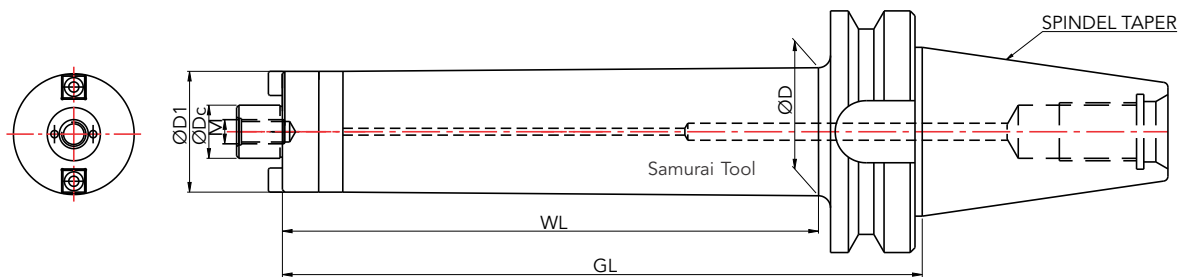 SPINDEL TAPER
ØD1
ØDc
M
ØD
Samurai Tool
WL
GL